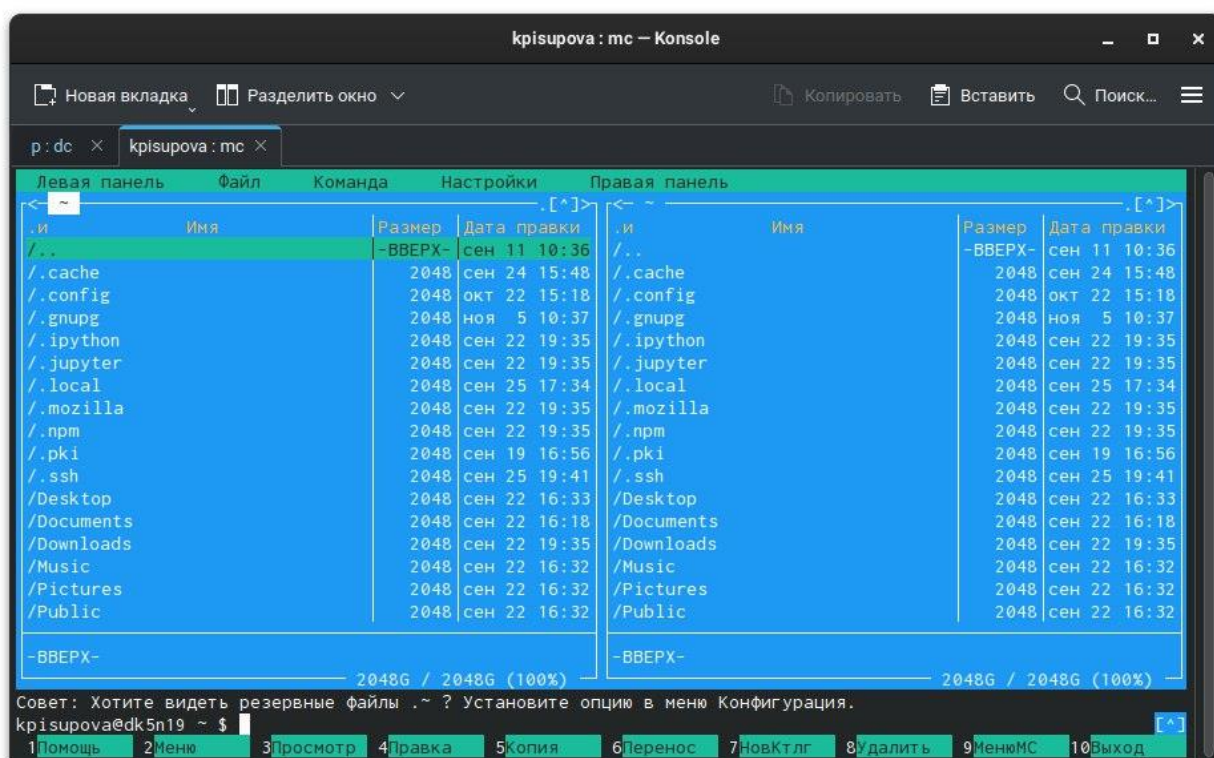 kpisupova : mc — Konsole
Новая вкладка Разделить окно Копировать Вставить Поиск...
p : dc kpisupova : mc
Левая панель Файл Команда Настройки Правая панель
<- ~ .[^]> <- ~ .[^]>
.и Имя Размер Дата правки .и Имя Размер Дата правки
/.. -ВВЕРХ- сен 11 10:36 /.. -ВВЕРХ- сен 11 10:36
/.cache 2048 сен 24 15:48 /.cache 2048 сен 24 15:48
/.config 2048 окт 22 15:18 /.config 2048 окт 22 15:18
/.gnupg 2048 ноя 5 10:37 /.gnupg 2048 ноя 5 10:37
/.ipython 2048 сен 22 19:35 /.ipython 2048 сен 22 19:35
/.jupyter 2048 сен 22 19:35 /.jupyter 2048 сен 22 19:35
/.local 2048 сен 25 17:34 /.local 2048 сен 25 17:34
/.mozilla 2048 сен 22 19:35 /.mozilla 2048 сен 22 19:35
/.npm 2048 сен 22 19:35 /.npm 2048 сен 22 19:35
/.pki 2048 сен 19 16:56 /.pki 2048 сен 19 16:56
/.ssh 2048 сен 25 19:41 /.ssh 2048 сен 25 19:41
/Desktop 2048 сен 22 16:33 /Desktop 2048 сен 22 16:33
/Documents 2048 сен 22 16:18 /Documents 2048 сен 22 16:18
/Downloads 2048 сен 22 19:35 /Downloads 2048 сен 22 19:35
/Music 2048 сен 22 16:32 /Music 2048 сен 22 16:32
/Pictures 2048 сен 22 16:32 /Pictures 2048 сен 22 16:32
/Public 2048 сен 22 16:32 /Public 2048 сен 22 16:32
-ВВЕРХ- -ВВЕРХ-
2048G / 2048G (100%) 2048G / 2048G (100%)
Совет: Хотите видеть резервные файлы .~ ? Установите опцию в меню Конфигурация.
kpisupova@dk5n19 ~ $ [^]
1Помощь 2Меню 3Просмотр 4Правка 5Копия 6Перенос 7НовКтлг 8Удалить 9МенюМС 10Выход